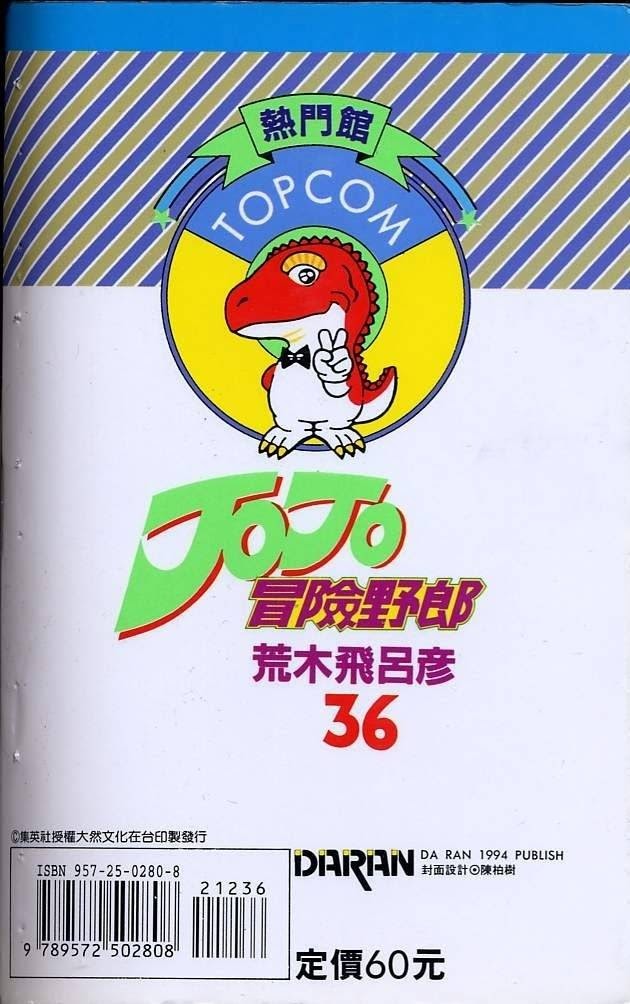 熱門館
TOPCOM
JOJO
冒險野郎
荒木飛呂彦
36
©集英社授權大然文化在台印製發行
ISBN 957-25-0280-8
21236
9 789572 502808
DARAN
DA RAN 1994 PUBLISH
封面設計⊙陳柏樹
定價60元